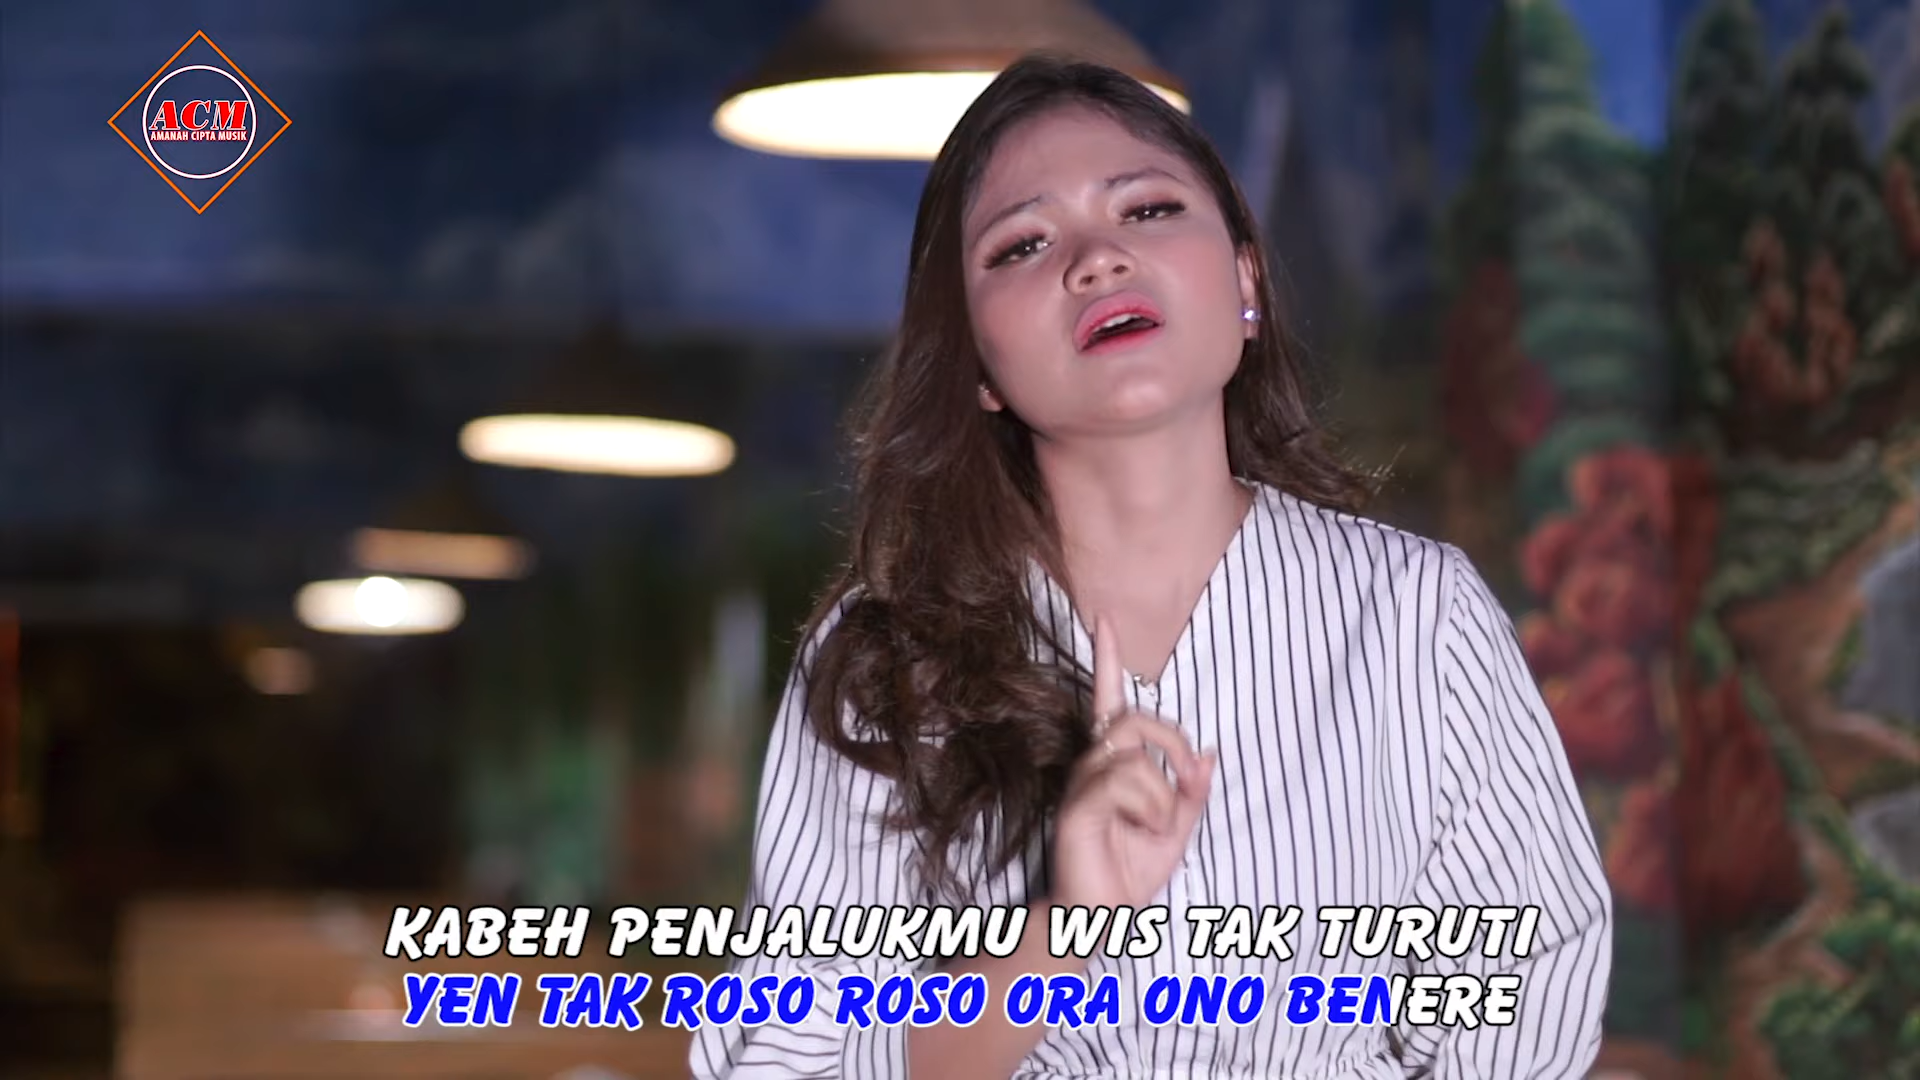 ACM
AMANAH CIPTA MUSIK
KABEH PENJALUKMU WIS TAK TURUTI
YEN TAK ROSO ROSO ORA ONO BENERE